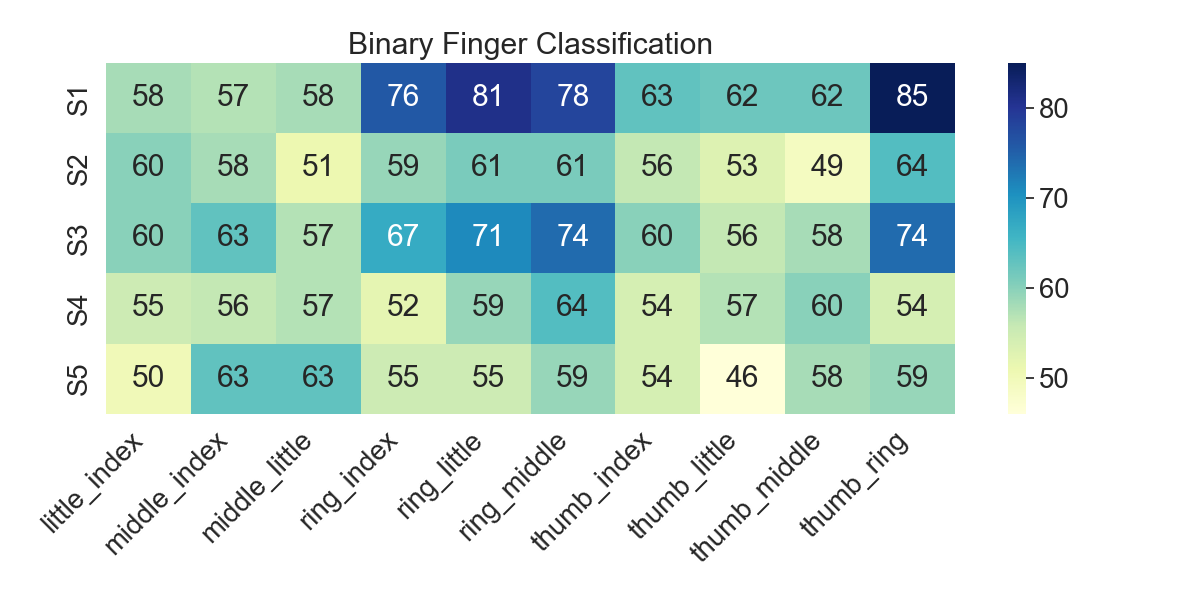 Binary Finger Classification
S1 58 57 58 76 81 78 63 62 62 85
S2 60 58 51 59 61 61 56 53 49 64
S3 60 63 57 67 71 74 60 56 58 74
S4 55 56 57 52 59 64 54 57 60 54
S5 50 63 63 55 55 59 54 46 58 59
little_index middle_index middle_little ring_index ring_little ring_middle thumb_index thumb_little thumb_middle thumb_ring
80
70
60
50